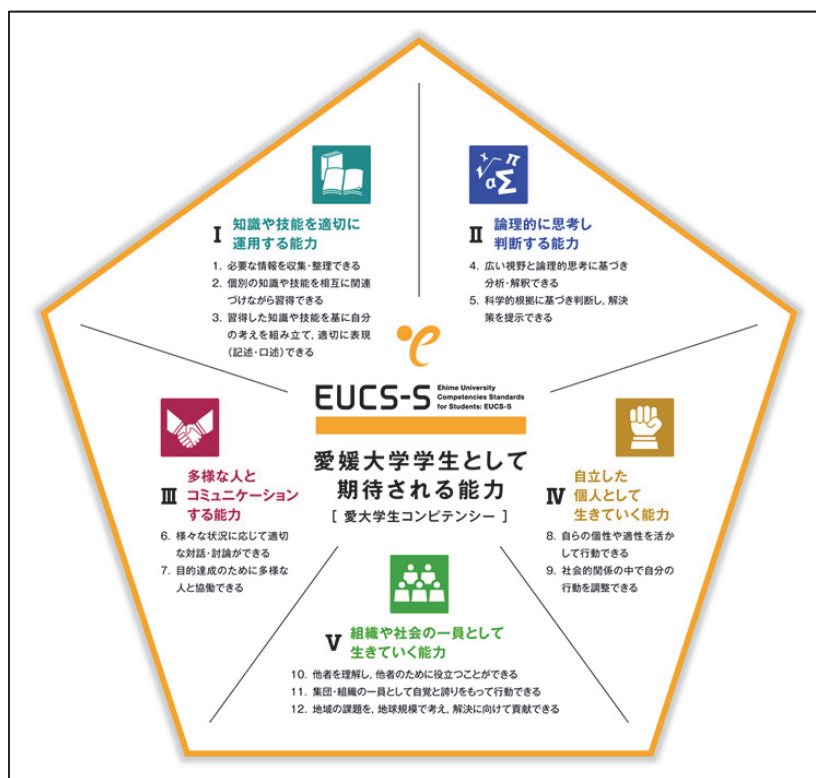 I 知識や技能を適切に
運用する能力
1. 必要な情報を収集・整理できる
2. 個別の知識や技能を相互に関連
づけながら習得できる
3. 習得した知識や技能を基に自分
の考えを組み立て, 適切に表現
(記述・口述)できる
√x π α Σ
II 論理的に思考し
判断する能力
4. 広い視野と論理的思考に基づき
分析・解釈できる
5. 科学的根拠に基づき判断し, 解決
策を提示できる
EUCS-S
Ehime University
Competencies Standards
for Students: EUCS-S
愛媛大学学生として
期待される能力
[ 愛大学生コンピテンシー ]
III 多様な人と
コミュニケーション
する能力
6. 様々な状況に応じて適切
な対話・討論ができる
7. 目的達成のために多様な
人と協働できる
IV 自立した
個人として
生きていく能力
8. 自らの個性や適性を活か
して行動できる
9. 社会的関係の中で自分の
行動を調整できる
V 組織や社会の一員として
生きていく能力
10. 他者を理解し, 他者のために役立つことができる
11. 集団・組織の一員として自覚と誇りをもって行動できる
12. 地域の課題を, 地球規模で考え, 解決に向けて貢献できる